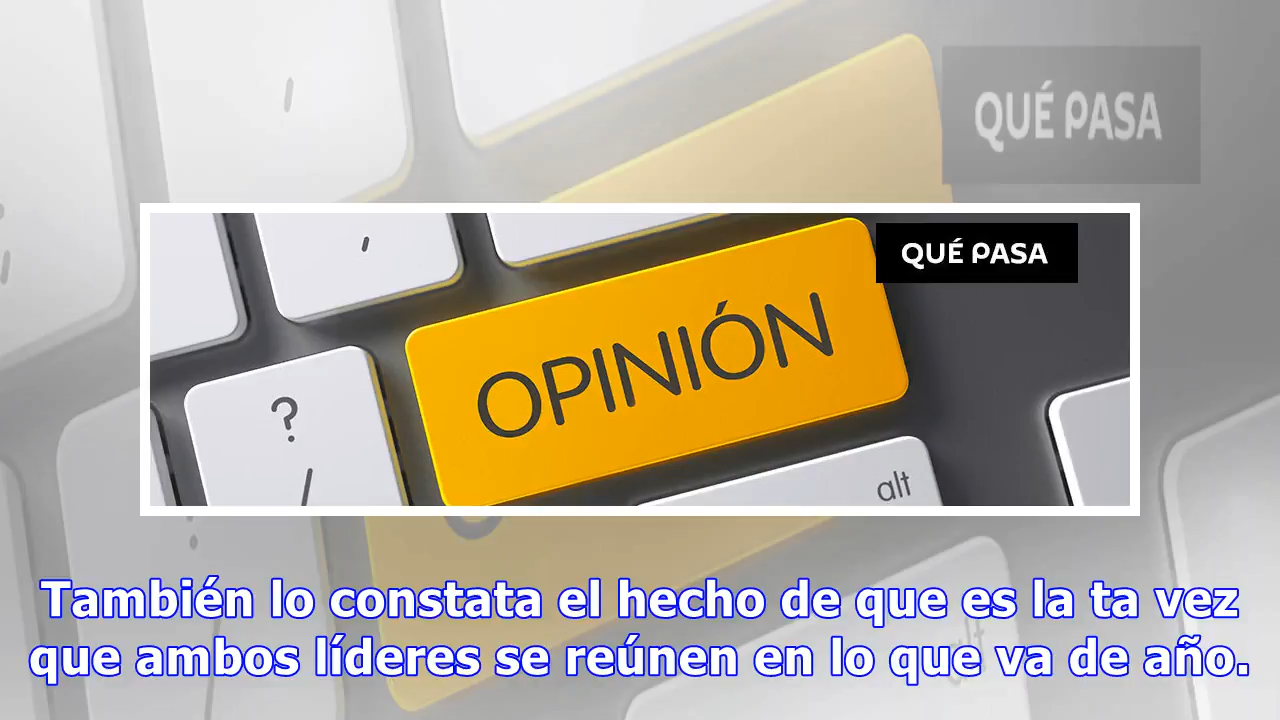 QUÉ PASA
QUÉ PASA
OPINIÓN
?
/
alt
También lo constata el hecho de que es la ta vez
que ambos líderes se reúnen en lo que va de año.